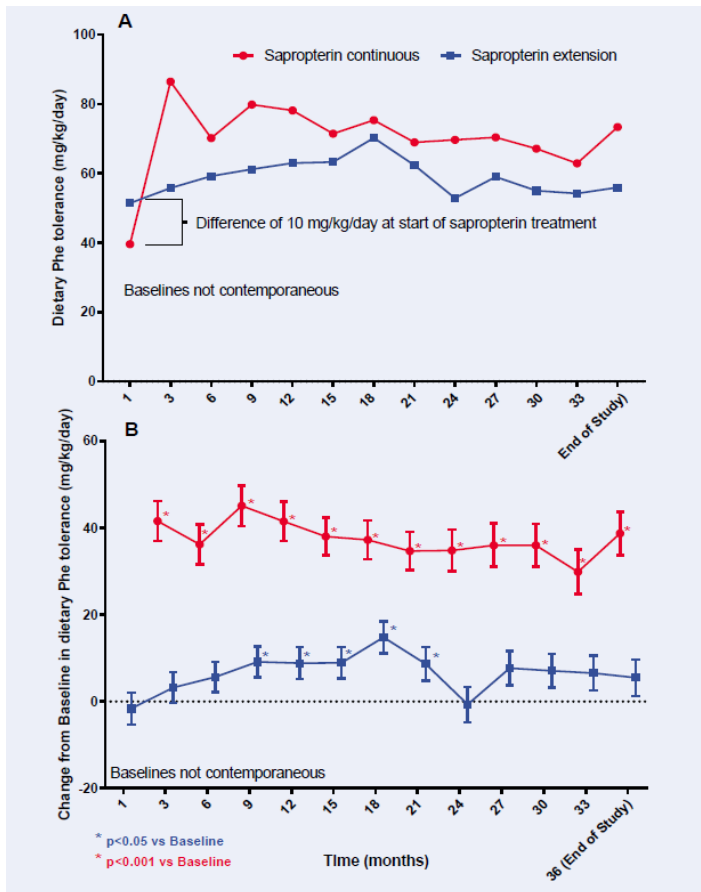 A
Dietary Phe tolerance (mg/kg/day)
100
80
60
40
20
0
Sapropterin continuous
Sapropterin extension
Difference of 10 mg/kg/day at start of sapropterin treatment
Baselines not contemporaneous
1
3
6
9
12
15
18
21
24
27
30
33
End of Study)
B
Change from Baseline in dietary Phe tolerance (mg/kg/day)
60
40
20
0
-20
* * * * * * * * * * * *
* * * * *
Baselines not contemporaneous
1
3
6
9
12
15
18
21
24
27
30
33
36 (End of Study)
* p<0.05 vs Baseline
* p<0.001 vs Baseline
TIme (months)